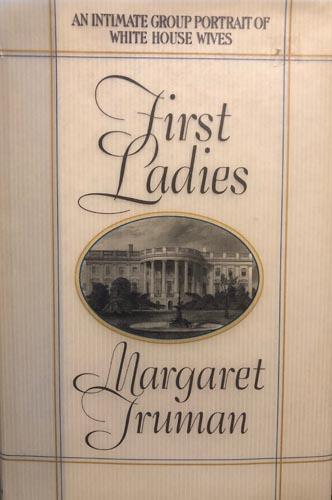 AN INTIMATE GROUP PORTRAIT OF
WHITE HOUSE WIVES
First
Ladies
Margaret
Truman